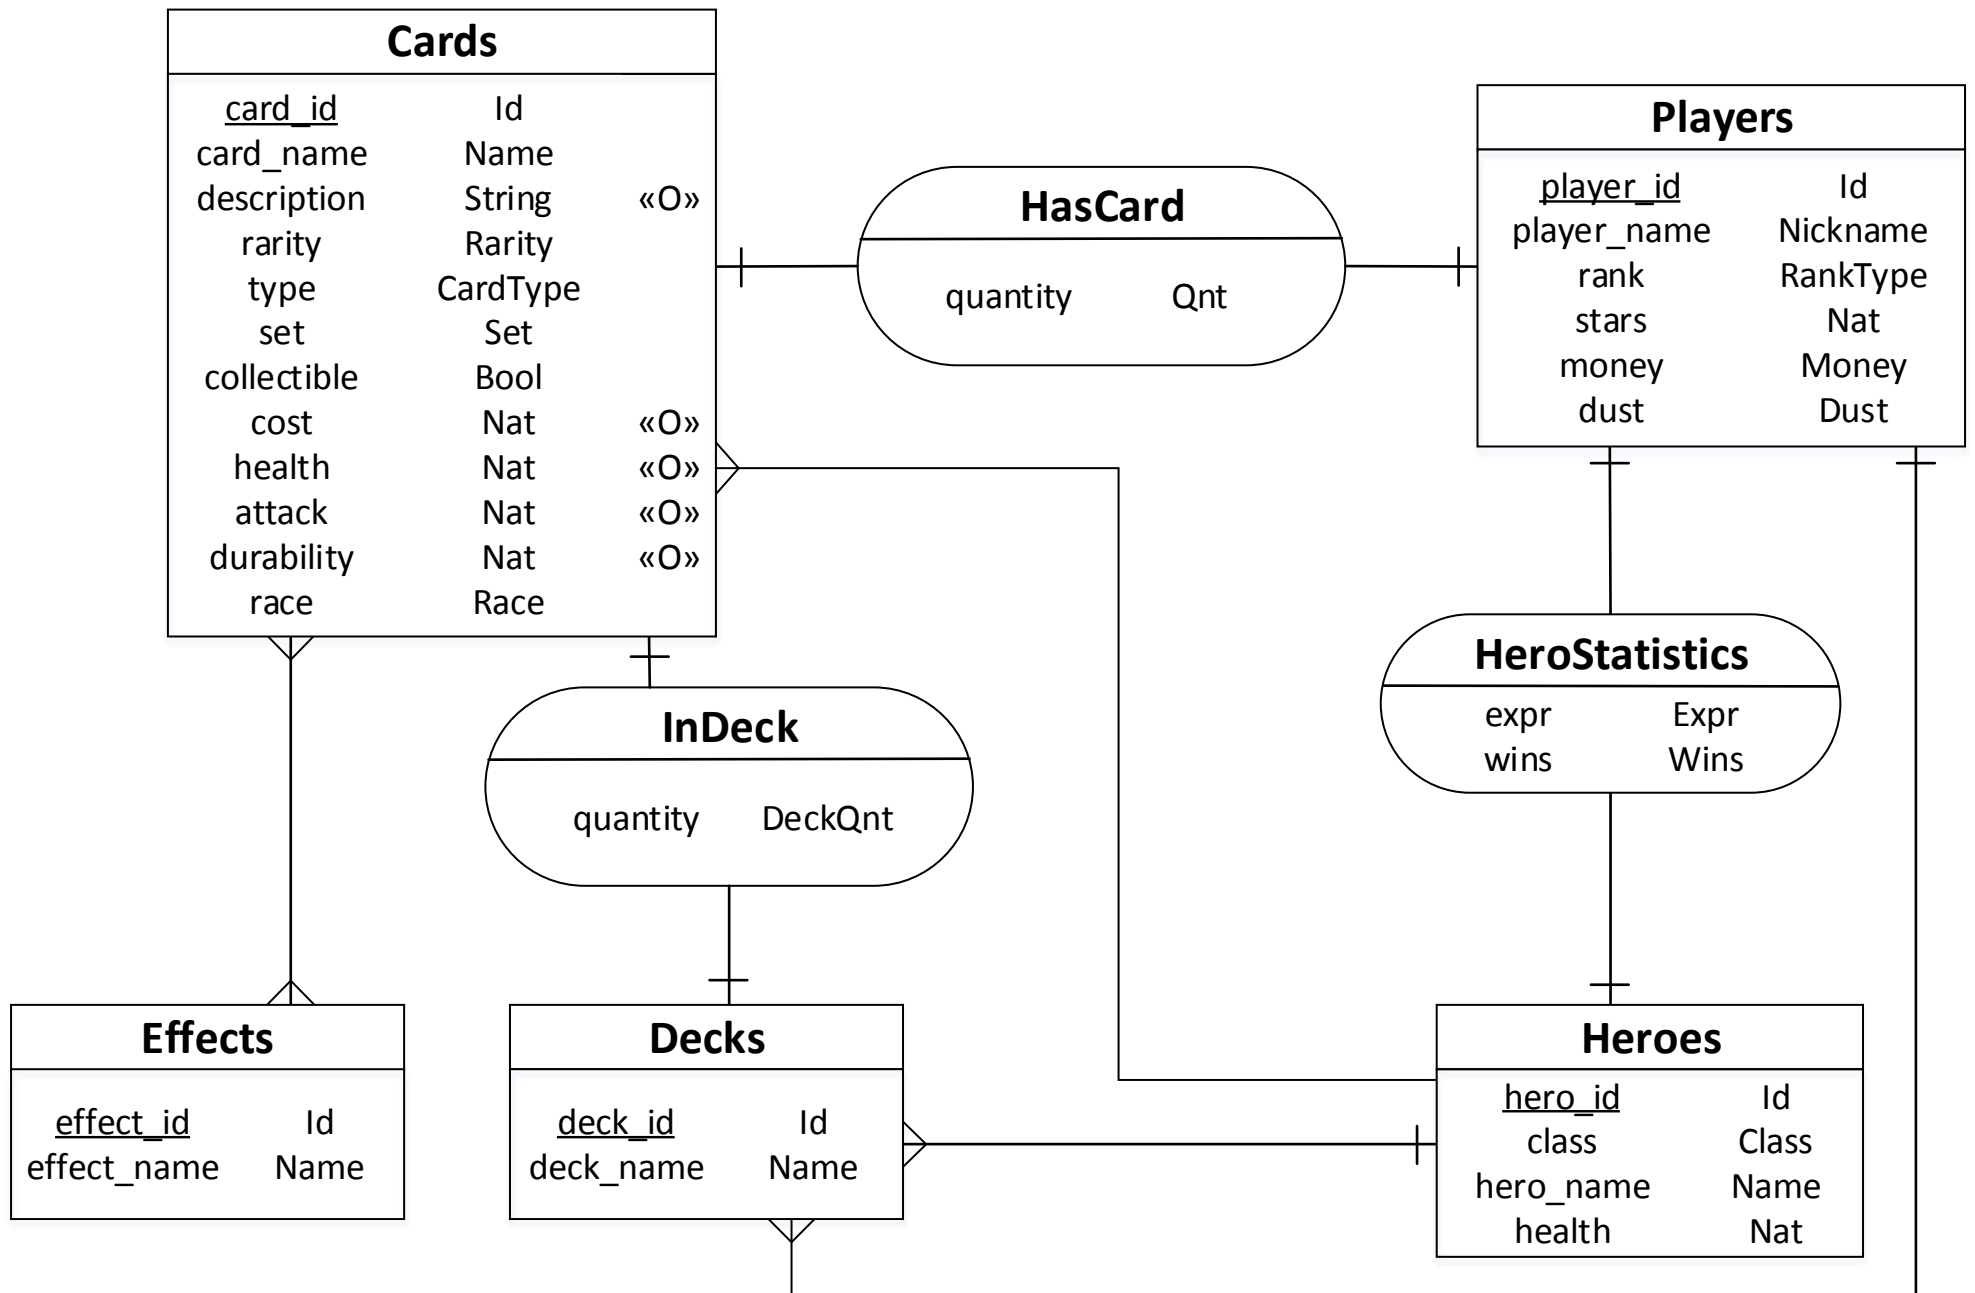 Cards
card_id Id
card_name Name
description String «O»
rarity Rarity
type CardType
set Set
collectible Bool
cost Nat «O»
health Nat «O»
attack Nat «O»
durability Nat «O»
race Race
HasCard
quantity Qnt
Players
player_id Id
player_name Nickname
rank RankType
stars Nat
money Money
dust Dust
InDeck
quantity DeckQnt
HeroStatistics
expr Expr
wins Wins
Effects
effect_id Id
effect_name Name
Decks
deck_id Id
deck_name Name
Heroes
hero_id Id
class Class
hero_name Name
health Nat